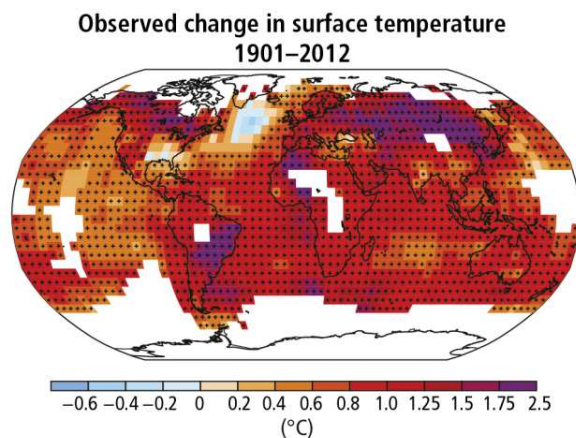 Observed change in surface temperature
1901–2012
−0.6 −0.4 −0.2 0 0.2 0.4 0.6 0.8 1.0 1.25 1.5 1.75 2.5
(°C)